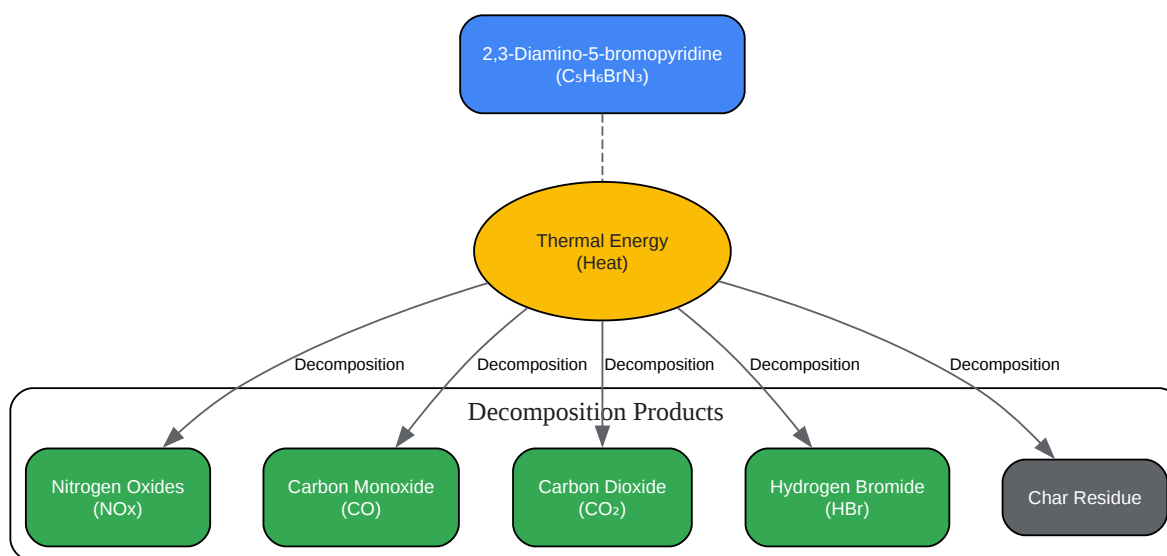 2,3-Diamino-5-bromopyridine
(C₅H₆BrN₃)
Thermal Energy
(Heat)
Decomposition
Decomposition
Decomposition
Decomposition
Decomposition Products
Nitrogen Oxides
(NOx)
Carbon Monoxide
(CO)
Carbon Dioxide
(CO₂)
Hydrogen Bromide
(HBr)
Char Residue